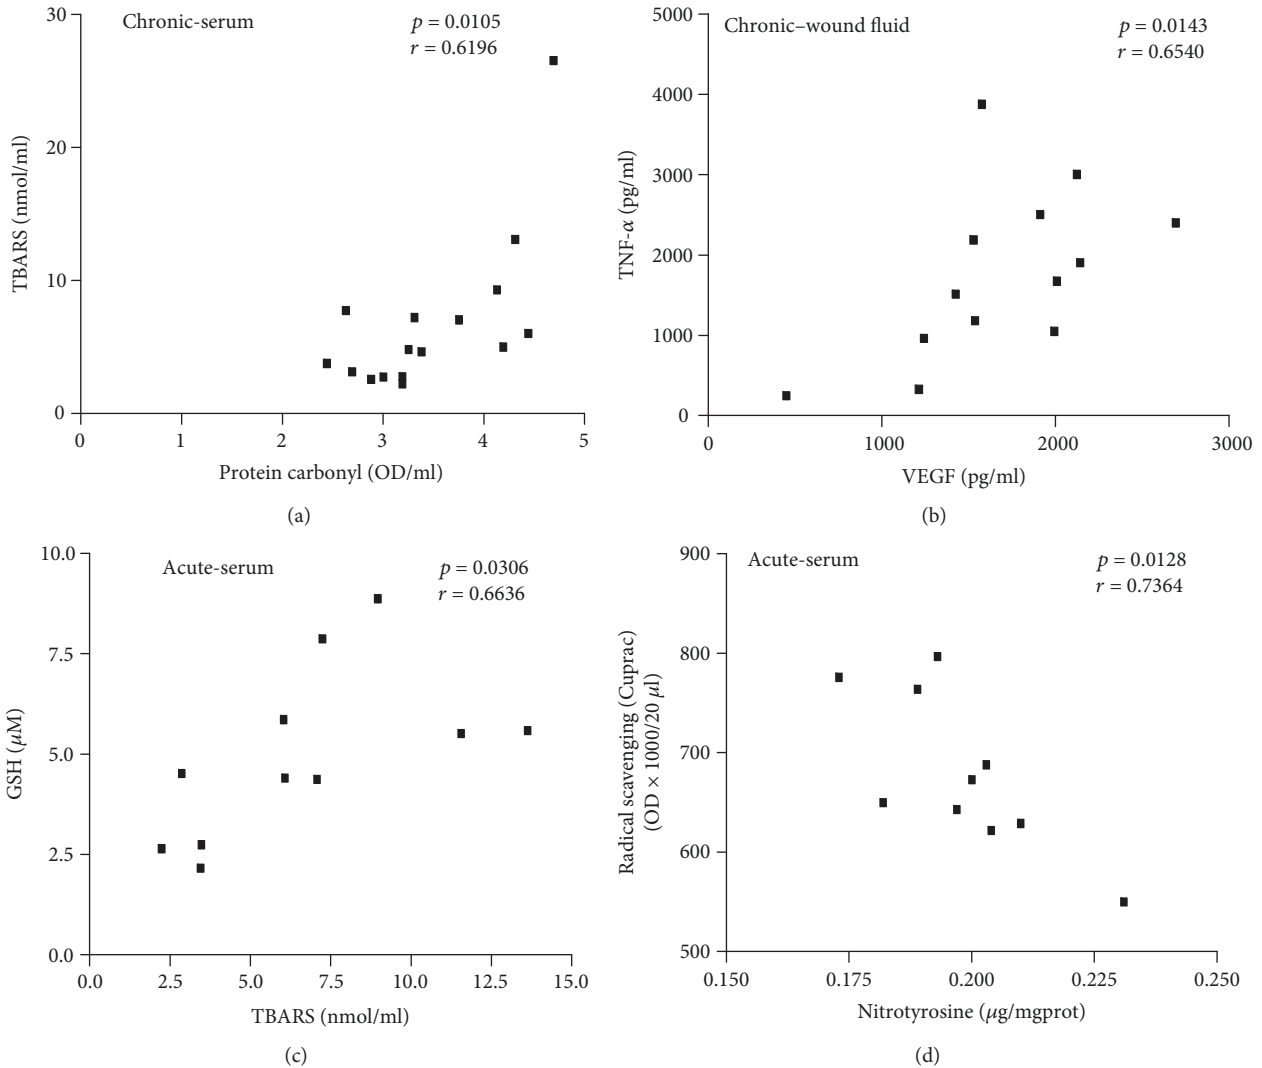 Chronic-serum
p = 0.0105
r = 0.6196
TBARS (nmol/ml)
30
20
10
0
0 1 2 3 4 5
Protein carbonyl (OD/ml)
(a)
Chronic–wound fluid
p = 0.0143
r = 0.6540
TNF-α (pg/ml)
5000
4000
3000
2000
1000
0
0 1000 2000 3000
VEGF (pg/ml)
(b)
Acute-serum
p = 0.0306
r = 0.6636
GSH (μM)
10.0
7.5
5.0
2.5
0.0
0.0 2.5 5.0 7.5 10.0 12.5 15.0
TBARS (nmol/ml)
(c)
Acute-serum
p = 0.0128
r = 0.7364
Radical scavenging (Cuprac)
(OD × 1000/20 μl)
900
800
700
600
500
0.150 0.175 0.200 0.225 0.250
Nitrotyrosine (μg/mgprot)
(d)